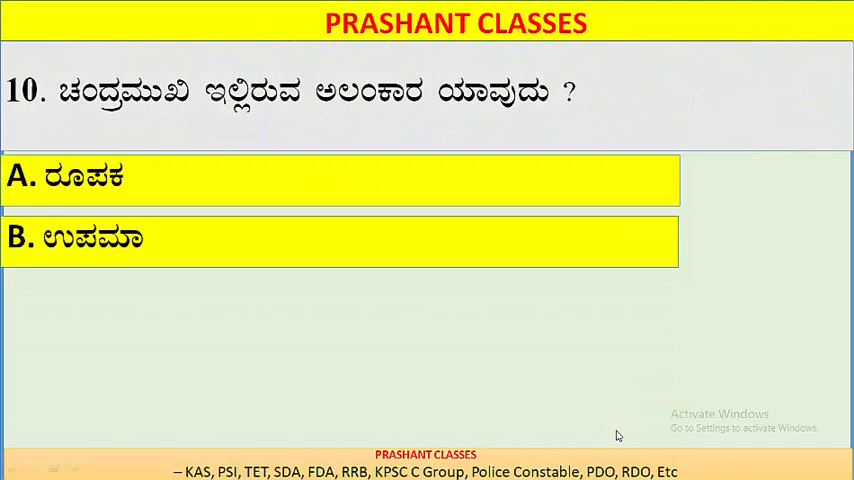 PRASHANT CLASSES
10. ಚಂದ್ರಮುಖಿ ಇಲ್ಲಿರುವ ಅಲಂಕಾರ ಯಾವುದು ?
A. ರೂಪಕ
B. ಉಪಮಾ
Activate Windows
Go to Settings to activate Windows.
PRASHANT CLASSES
– KAS, PSI, TET, SDA, FDA, RRB, KPSC C Group, Police Constable, PDO, RDO, Etc